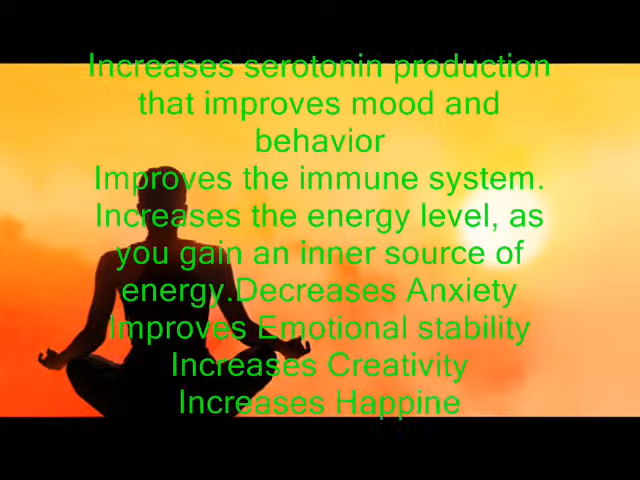 Increases serotonin production
that improves mood and
behavior
Improves the immune system.
Increases the energy level, as
you gain an inner source of
energy.Decreases Anxiety
Improves Emotional stability
Increases Creativity
Increases Happine